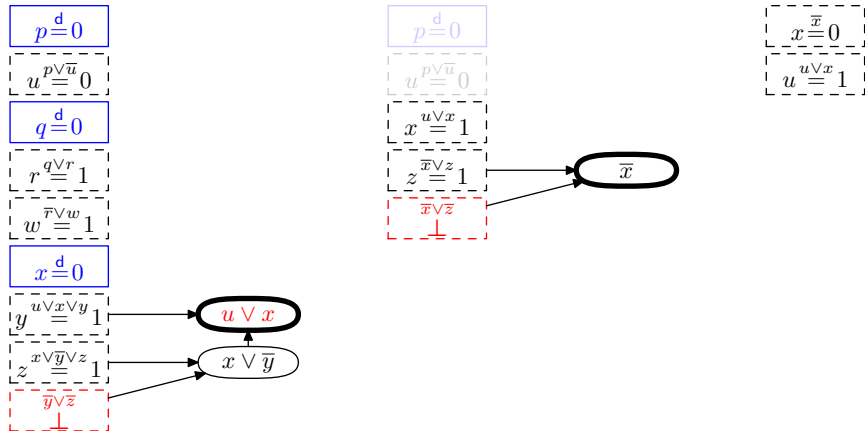 p =ᵈ 0
u =^{p∨u̅} 0
q =ᵈ 0
r =^{q∨r} 1
w =^{r̅∨w} 1
x =ᵈ 0
y =^{u∨x∨y} 1
z =^{x∨y̅∨z} 1
y̅∨z̅
⊥
u ∨ x
x ∨ y̅
p =ᵈ 0
u =^{p∨u̅} 0
x =^{u∨x} 1
z =^{x̅∨z} 1
x̅∨z̅
⊥
x̅
x =^{x̅} 0
u =^{u∨x} 1